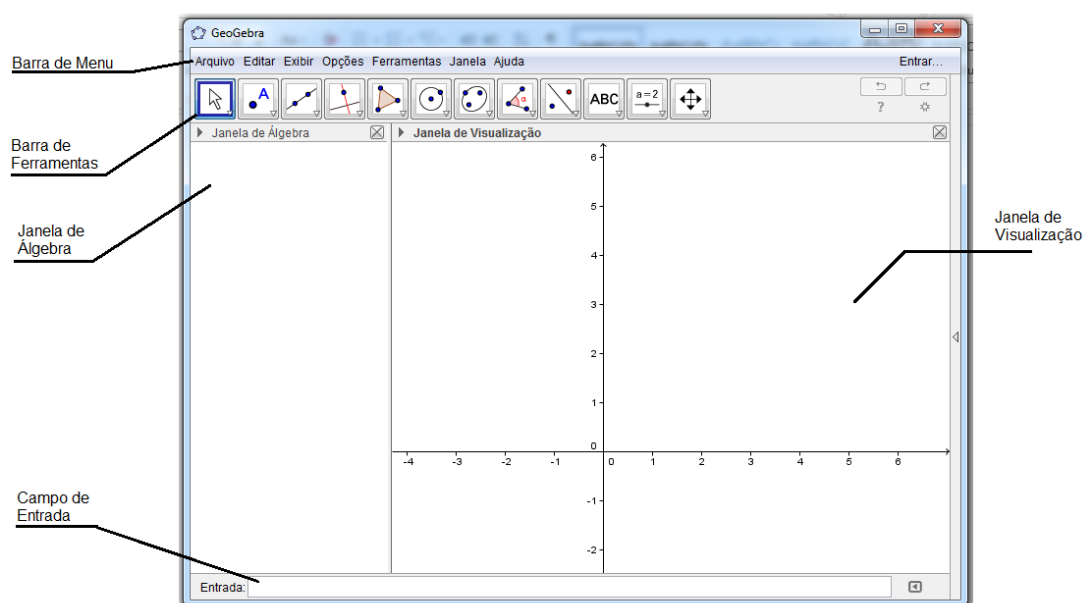 GeoGebra
Barra de Menu
Arquivo Editar Exibir Opções Ferramentas Janela Ajuda
Entrar...
A
α
ABC
a = 2
?
Barra de
Ferramentas
Janela de Álgebra
Janela de Visualização
6
5
4
3
2
1
0
-4 -3 -2 -1 0 1 2 3 4 5 6
-1
-2
Janela de
Álgebra
Janela de
Visualização
Campo de
Entrada
Entrada: